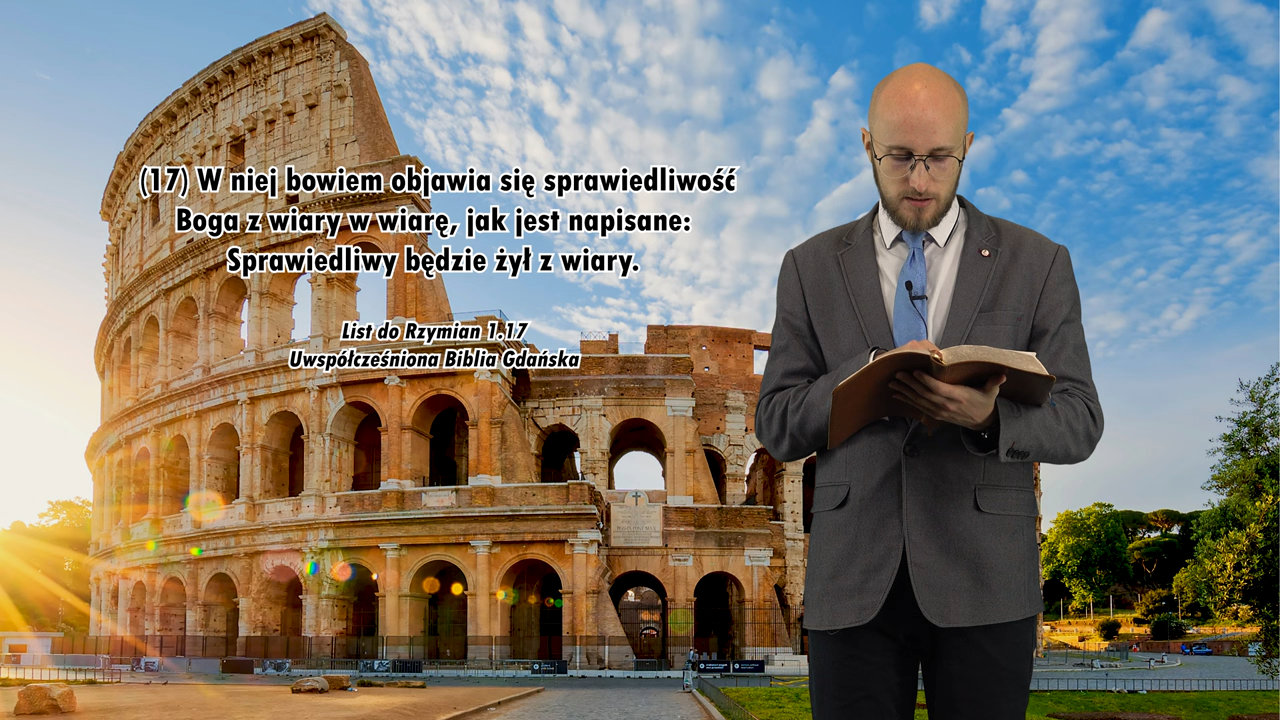 (17) W niej bowiem objawia się sprawiedliwość
Boga z wiary w wiarę, jak jest napisane:
Sprawiedliwy będzie żył z wiary.
List do Rzymian 1.17
Uwspółcześniona Biblia Gdańska